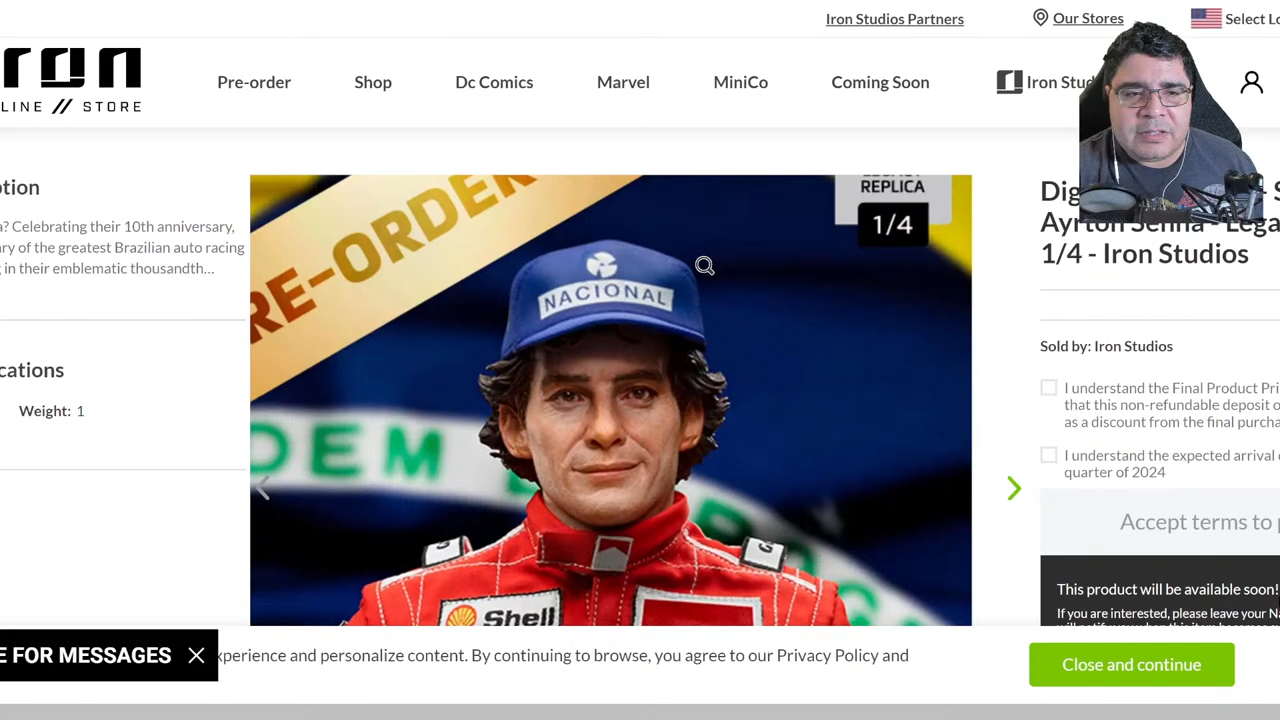 Iron Studios Partners
Our Stores
Select Lo
LINE // STORE
Pre-order
Shop
Dc Comics
Marvel
MiniCo
Coming Soon
Iron Stud
ption
a? Celebrating their 10th anniversary,
ary of the greatest Brazilian auto racing
g in their emblematic thousandth...
cations
Weight: 1
RE-ORDER
REPLICA
1/4
NACIONAL
DEM
Shell
Dig
Ayrton Senna - Lega
1/4 - Iron Studios
Sold by: Iron Studios
I understand the Final Product Pri
that this non-refundable deposit o
as a discount from the final purcha
I understand the expected arrival
quarter of 2024
Accept terms to
This product will be available soon!
If you are interested, please leave your Na
E FOR MESSAGES
xperience and personalize content. By continuing to browse, you agree to our Privacy Policy and
Close and continue